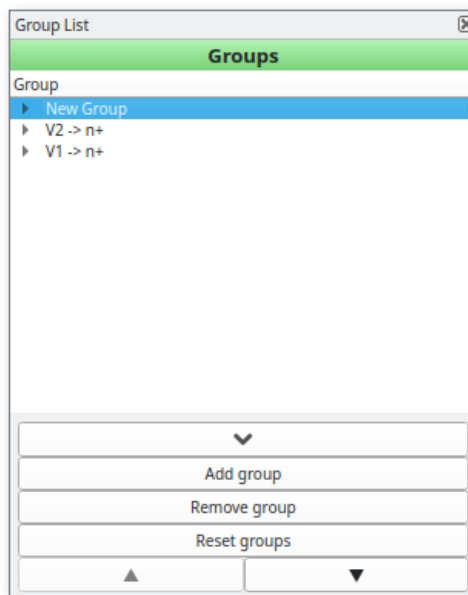 Group List
Groups
Group
New Group
V2 -> n+
V1 -> n+
Add group
Remove group
Reset groups